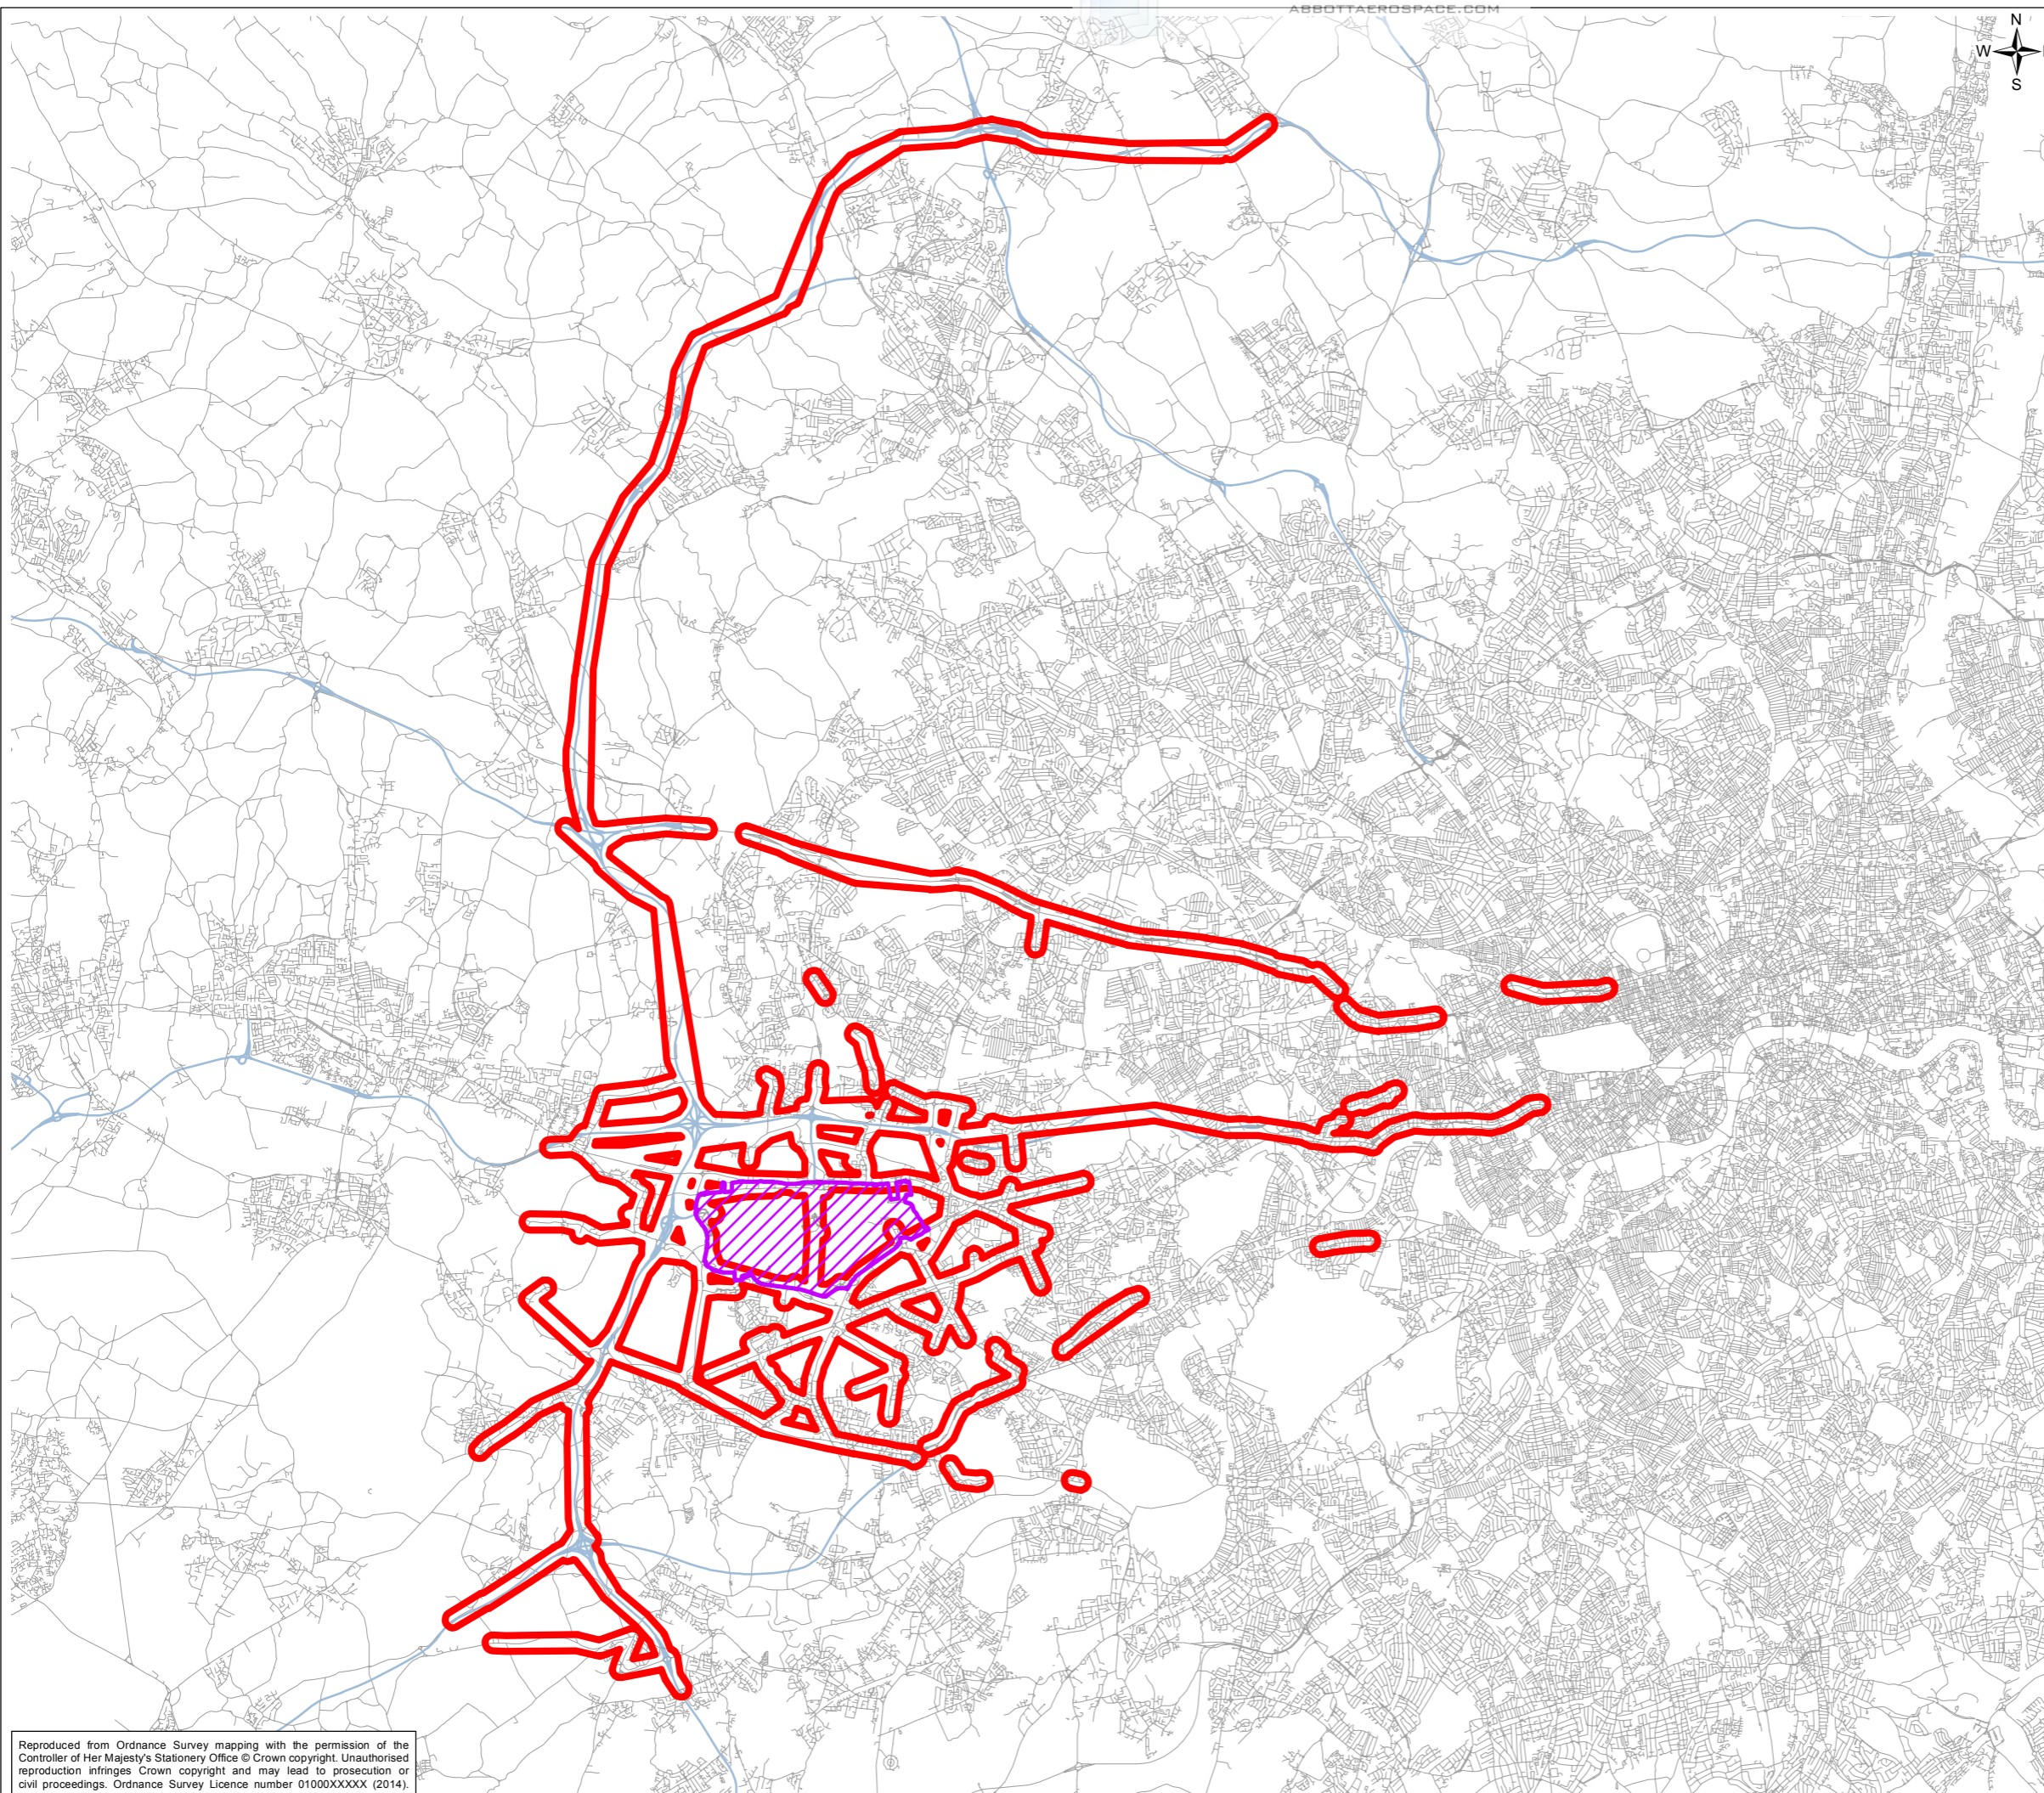 ABBOTTAEROSPACE.COM
N
W
S
Reproduced from Ordnance Survey mapping with the permission of the
Controller of Her Majesty's Stationery Office © Crown copyright. Unauthorised
reproduction infringes Crown copyright and may lead to prosecution or
civil proceedings. Ordnance Survey Licence number 01000XXXXX (2014).